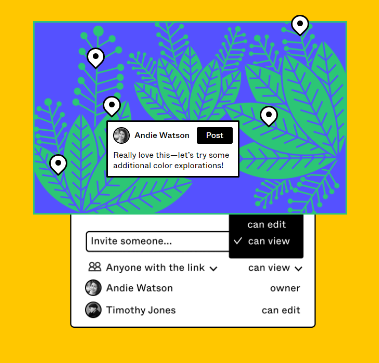 Andie Watson Post
Really love this—let's try some
additional color explorations!
can edit
Invite someone... can view
Anyone with the link can view
Andie Watson owner
Timothy Jones can edit